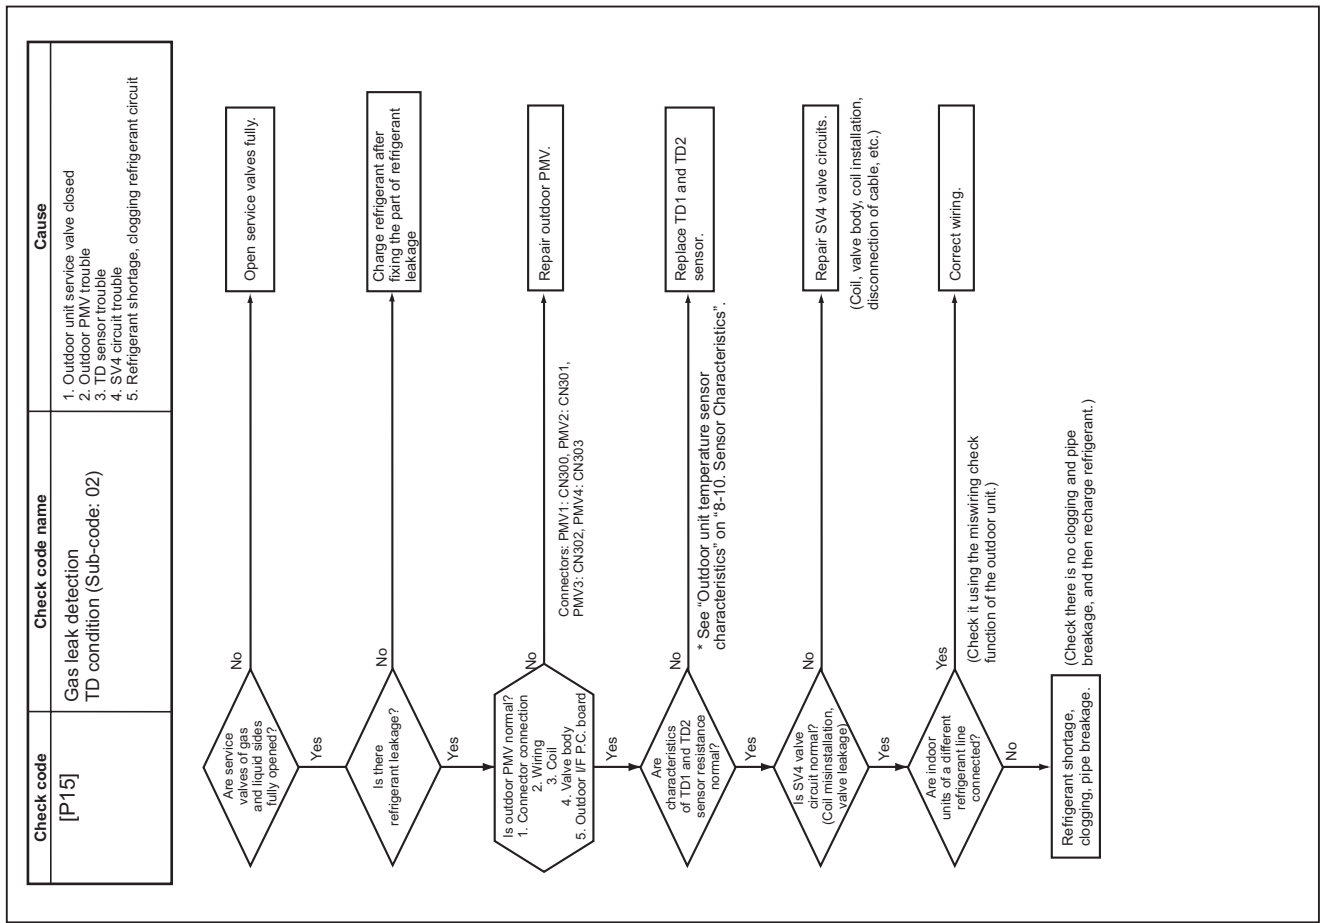 Check code
Check code name
Cause
[P15]
Gas leak detection
TD condition (Sub-code: 02)
1. Outdoor unit service valve closed
2. Outdoor PMV trouble
3. TD sensor trouble
4. SV4 circuit trouble
5. Refrigerant shortage, clogging refrigerant circuit
Are service
valves of gas
and liquid sides
fully opened?
No
Open service valves fully.
Yes
Is there
refrigerant leakage?
No
Charge refrigerant after
fixing the part of refrigerant
leakage
Yes
Is outdoor PMV normal?
1. Connector connection
2. Wiring
3. Coil
4. Valve body
5. Outdoor I/F P.C. board
No
Repair outdoor PMV.
Connectors: PMV1: CN300, PMV2: CN301,
PMV3: CN302, PMV4: CN303
Yes
Are
characteristics
of TD1 and TD2
sensor resistance
normal?
No
Replace TD1 and TD2
sensor.
* See “Outdoor unit temperature sensor
characteristics” on “8-10. Sensor Characteristics”.
Yes
Is SV4 valve
circuit normal?
(Coil misinstallation,
valve leakage)
No
Repair SV4 valve circuits.
(Coil, valve body, coil installation,
disconnection of cable, etc.)
Yes
Are indoor
units of a different
refrigerant line
connected?
Yes
Correct wiring.
(Check it using the miswiring check
function of the outdoor unit.)
No
Refrigerant shortage,
clogging, pipe breakage.
(Check there is no clogging and pipe
breakage, and then recharge refrigerant.)